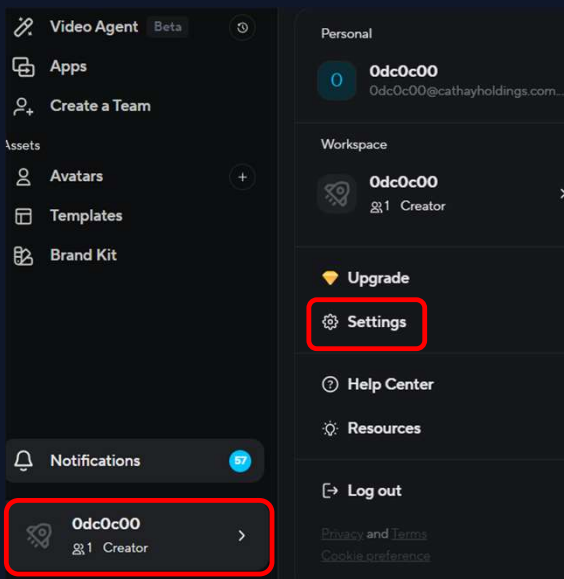 Video Agent Beta
Apps
Create a Team
Assets
Avatars
Templates
Brand Kit
Notifications 57
0dc0c00
1 Creator
Personal
0
0dc0c00
0dc0c00@cathayholdings.com...
Workspace
0dc0c00
1 Creator
Upgrade
Settings
Help Center
Resources
Log out
Privacy and Terms
Cookie preference